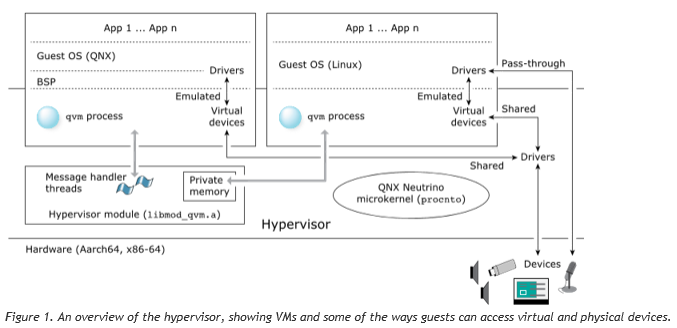 App 1 ... App n
App 1 ... App n
Guest OS (QNX)
Guest OS (Linux)
Drivers
Drivers
Pass-through
BSP
Emulated
Emulated
qvm process
Virtual
devices
qvm process
Virtual
devices
Shared
Shared
Drivers
Message handler
threads
Private
memory
QNX Neutrino
microkernel (procnto)
Hypervisor module (libmod_qvm.a)
Hypervisor
Hardware (Aarch64, x86-64)
Devices
Figure 1. An overview of the hypervisor, showing VMs and some of the ways guests can access virtual and physical devices.